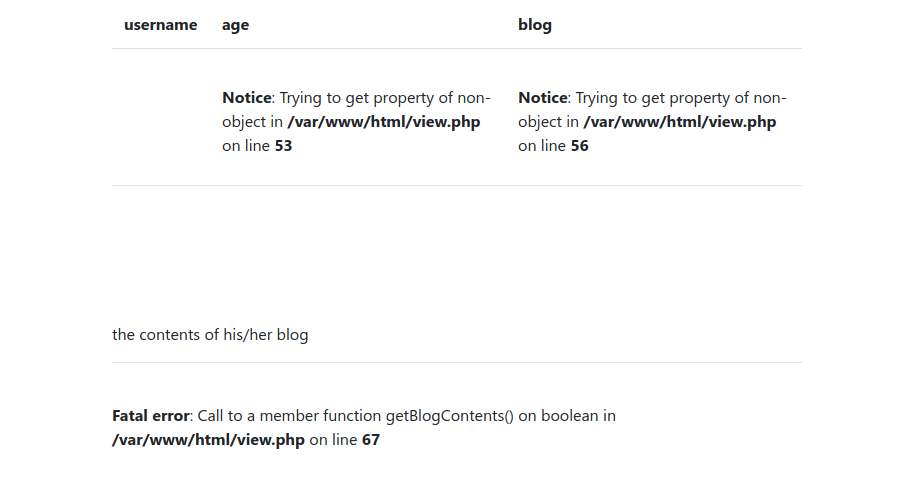 username age blog
Notice: Trying to get property of non-
object in /var/www/html/view.php
on line 53
Notice: Trying to get property of non-
object in /var/www/html/view.php
on line 56
the contents of his/her blog
Fatal error: Call to a member function getBlogContents() on boolean in
/var/www/html/view.php on line 67